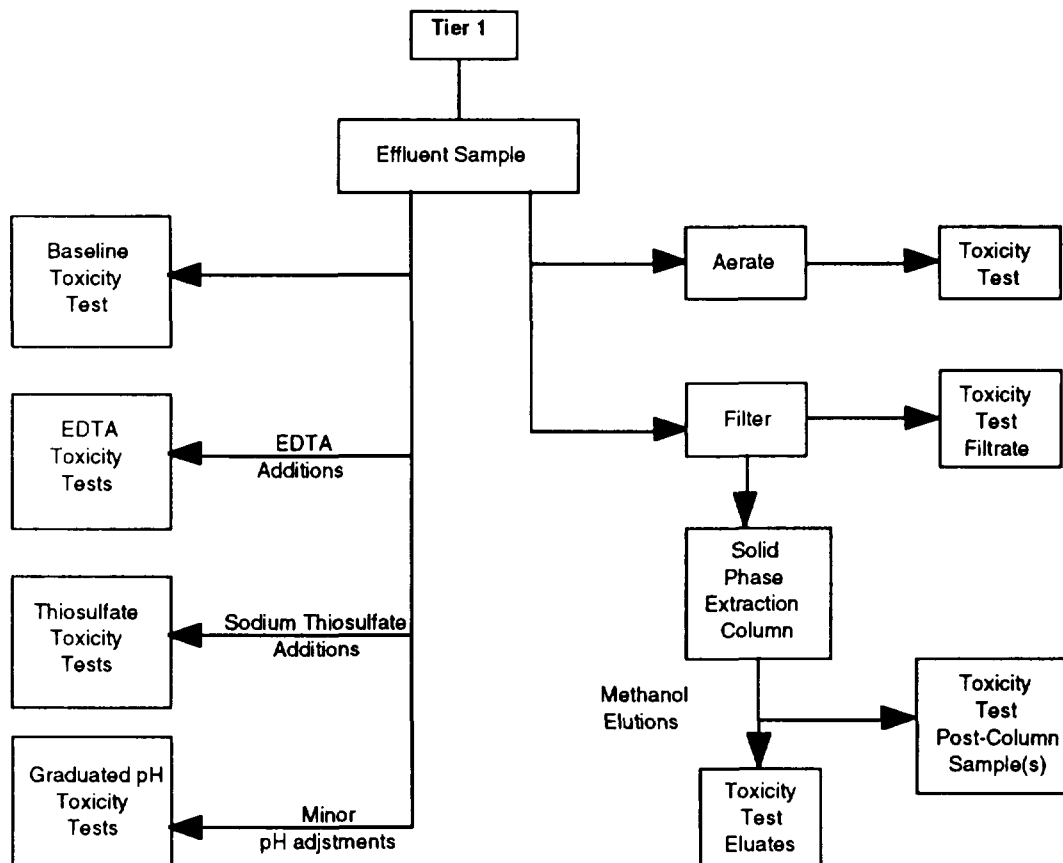 Tier 1
Effluent Sample
Baseline
Toxicity
Test
Aerate
Toxicity
Test
EDTA
Toxicity
Tests
EDTA
Additions
Filter
Toxicity
Test
Filtrate
Solid
Phase
Extraction
Column
Thiosulfate
Toxicity
Tests
Sodium Thiosulfate
Additions
Methanol
Elutions
Toxicity
Test
Post-Column
Sample(s)
Graduated pH
Toxicity
Tests
Minor
pH adjstments
Toxicity
Test
Eluates